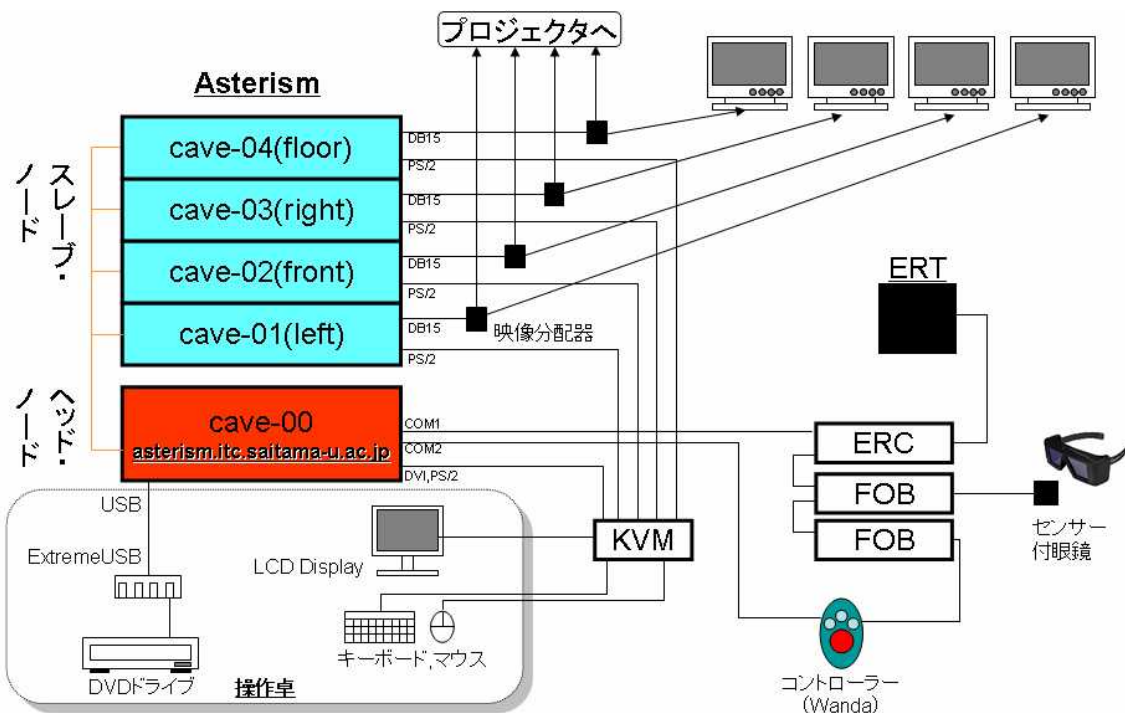 プロジェクタへ
Asterism
cave-04(floor)
DB15
PS/2
cave-03(right)
DB15
PS/2
cave-02(front)
DB15
PS/2
cave-01(left)
DB15
PS/2
映像分配器
スレーブ・
ノード
ヘッド・
ノード
cave-00
asterism.itc.saitama-u.ac.jp
COM1
COM2
DVI,PS/2
ERT
ERC
FOB
FOB
センサー
付眼鏡
KVM
USB
ExtremeUSB
LCD Display
キーボード,マウス
DVDドライブ
操作卓
コントローラー
(Wanda)